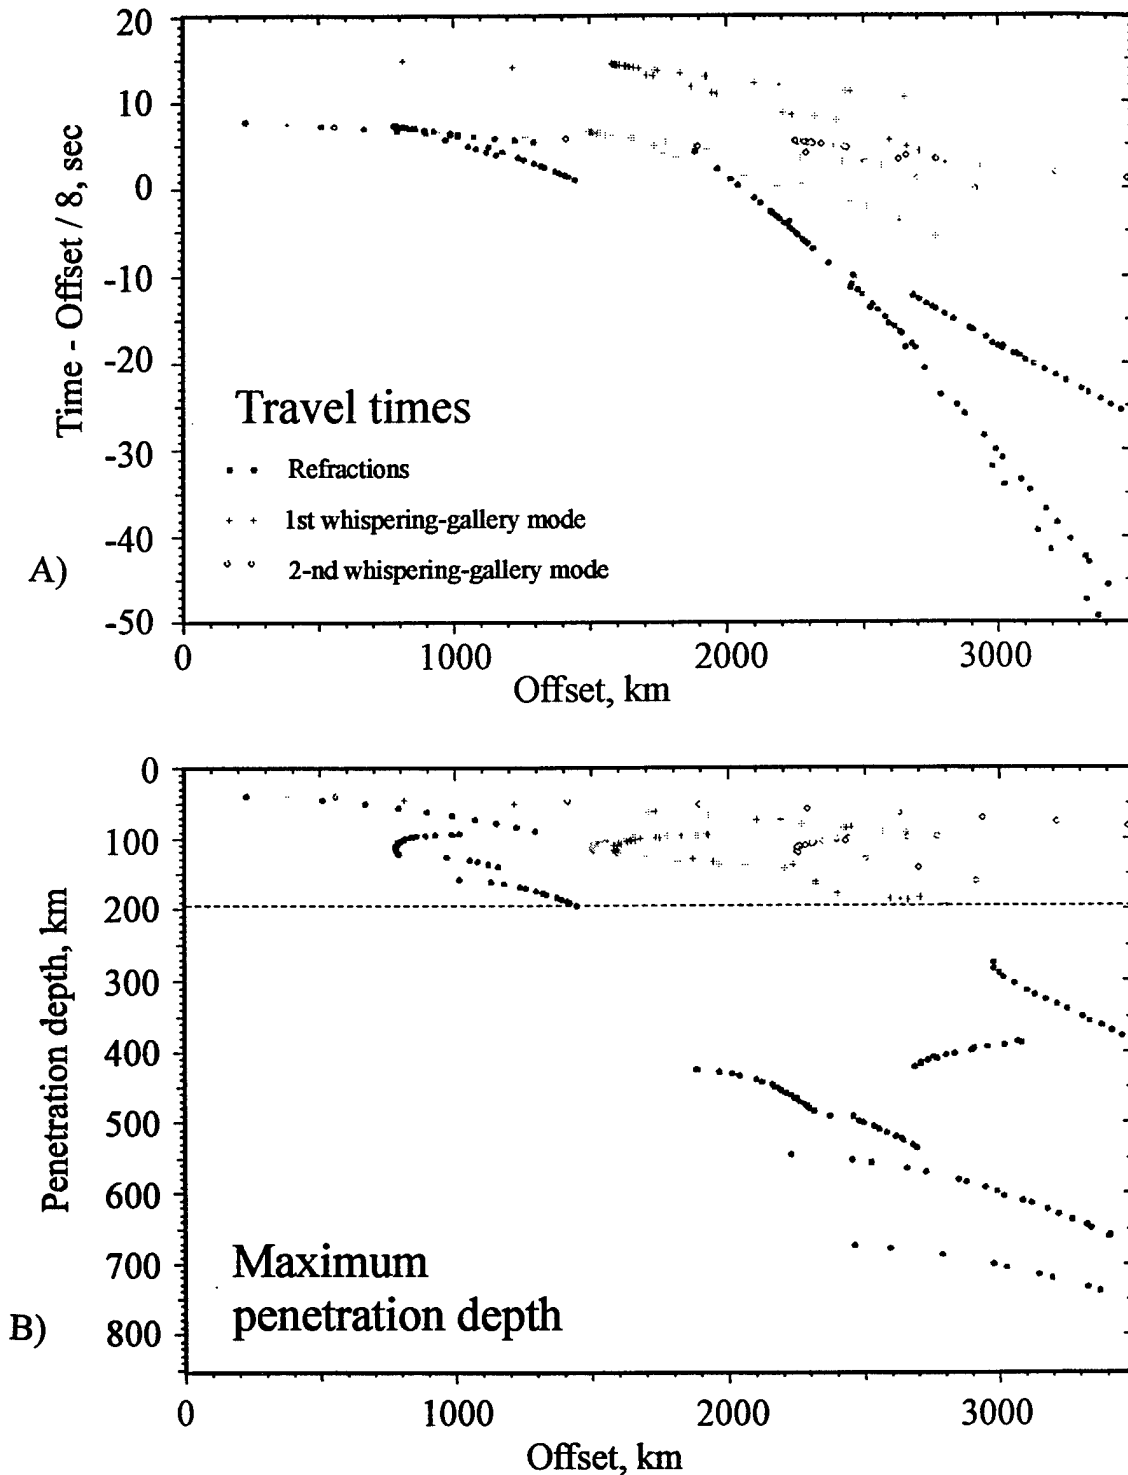 20
10
0
-10
-20
-30
-40
-50
Time - Offset / 8, sec
Travel times
Refractions
1st whispering-gallery mode
2-nd whispering-gallery mode
A)
0 1000 2000 3000
Offset, km
0
100
200
300
400
500
600
700
800
Penetration depth, km
Maximum
penetration depth
B)
0 1000 2000 3000
Offset, km